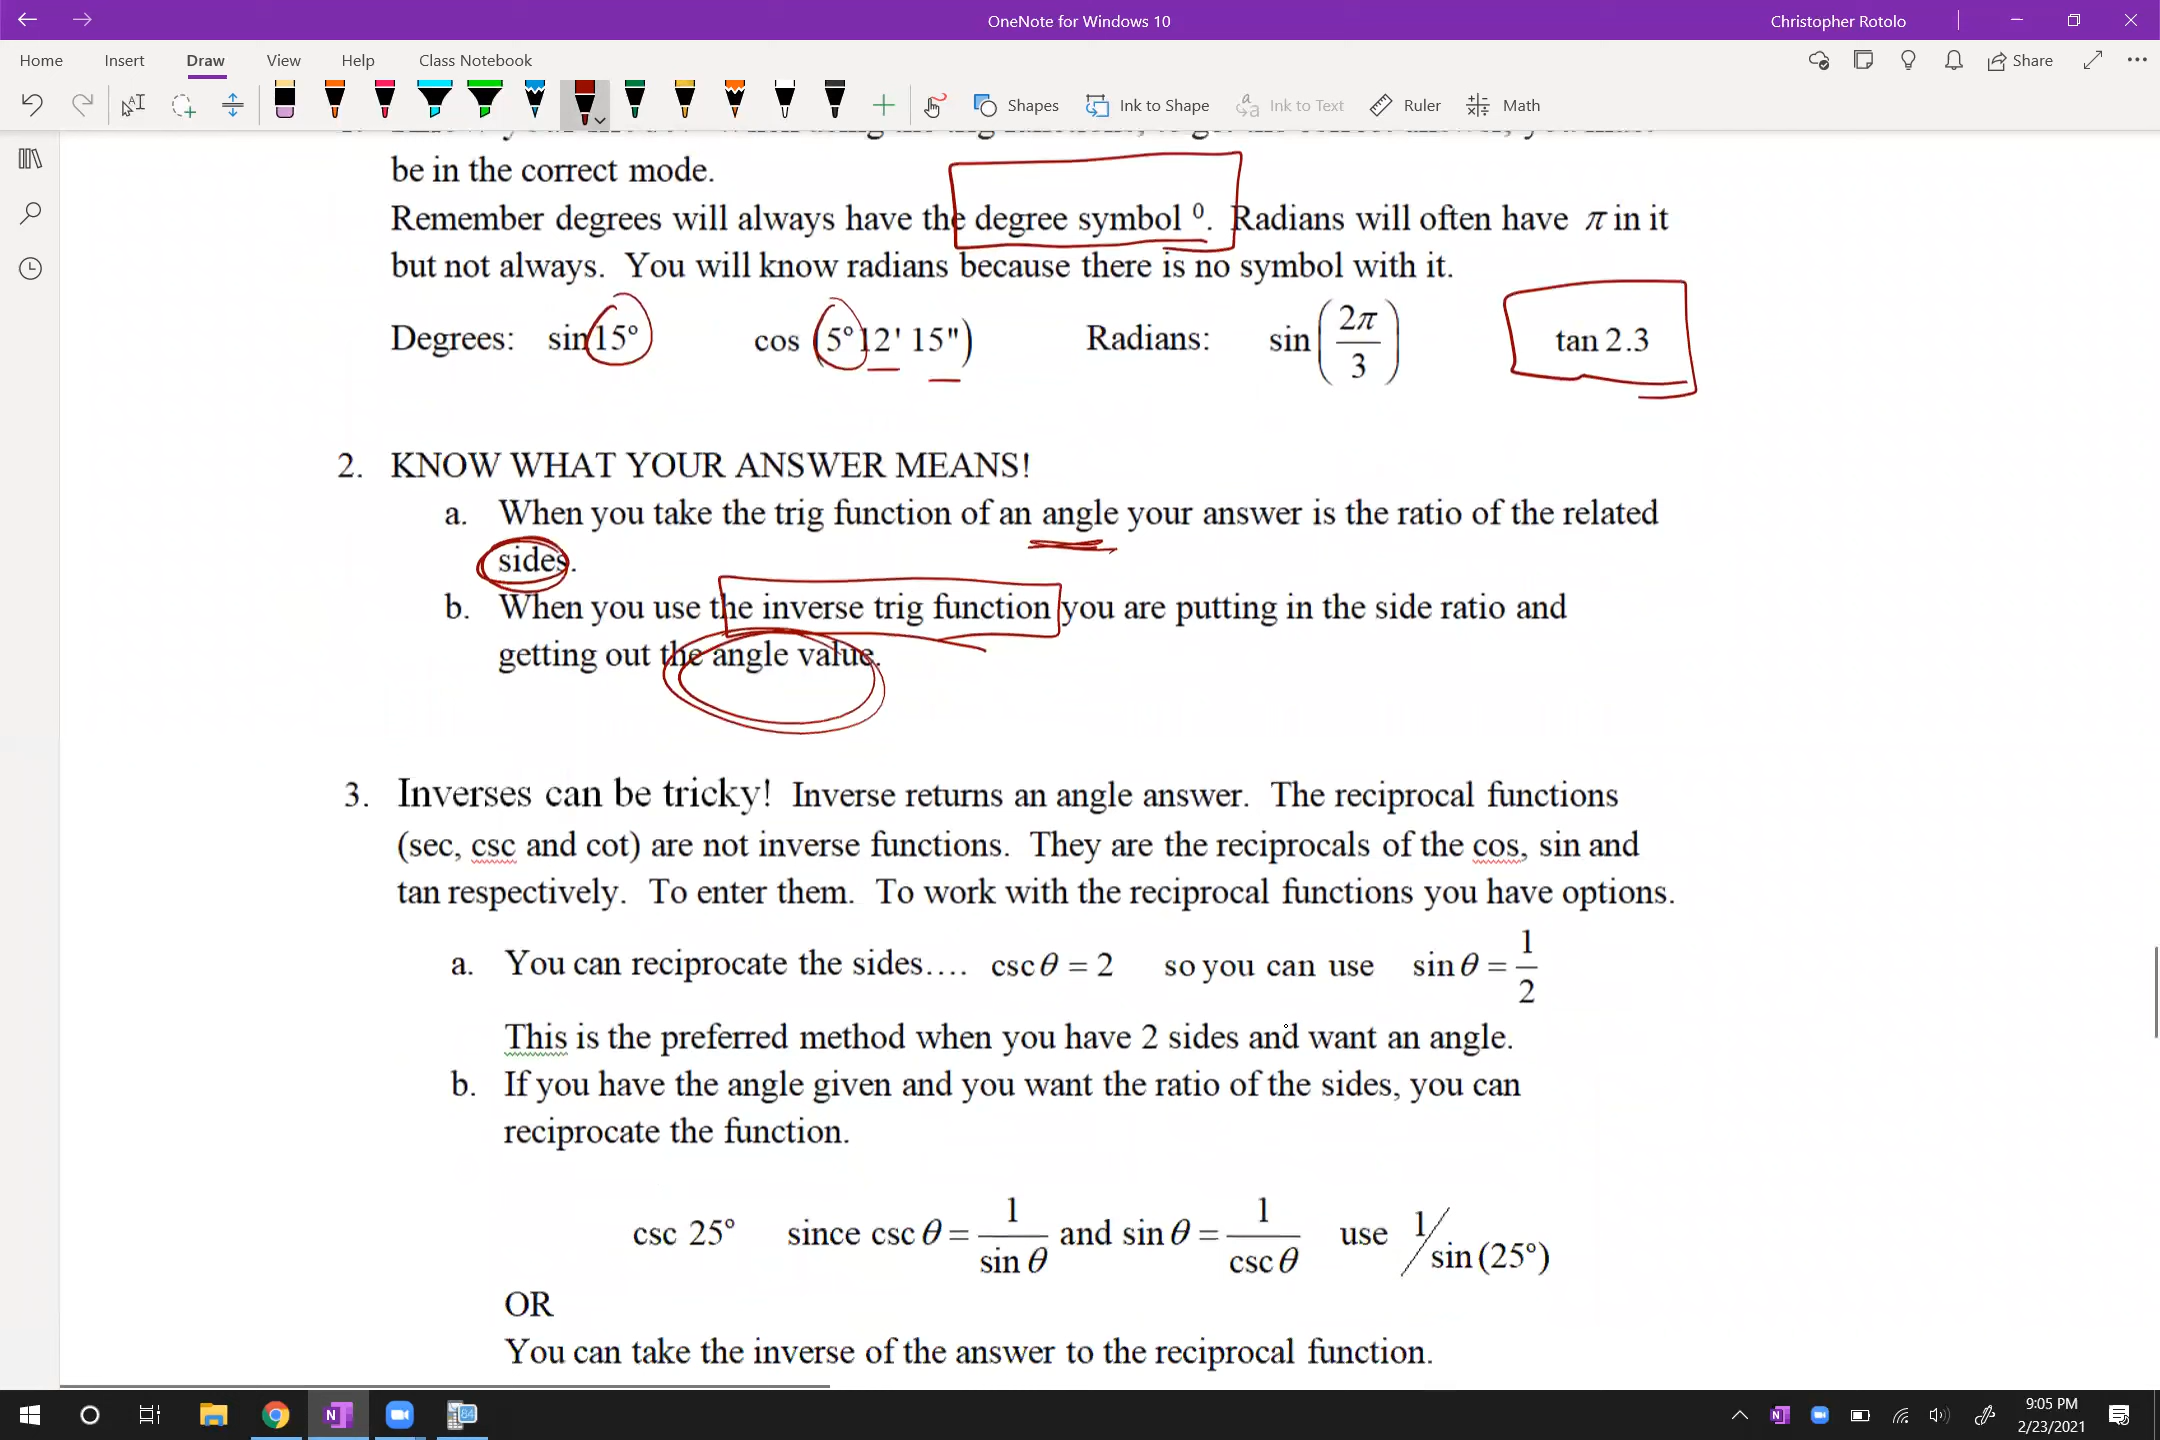 OneNote for Windows 10
Christopher Rotolo
Home Insert Draw View Help Class Notebook
Share
Shapes Ink to Shape Ink to Text Ruler Math
be in the correct mode.
Remember degrees will always have the degree symbol ⁰. Radians will often have π in it
but not always. You will know radians because there is no symbol with it.
Degrees: sin 15° cos (5°12' 15") Radians: sin(2π/3) tan 2.3
2. KNOW WHAT YOUR ANSWER MEANS!
a. When you take the trig function of an angle your answer is the ratio of the related
sides.
b. When you use the inverse trig function you are putting in the side ratio and
getting out the angle value.
3. Inverses can be tricky! Inverse returns an angle answer. The reciprocal functions
(sec, csc and cot) are not inverse functions. They are the reciprocals of the cos, sin and
tan respectively. To enter them. To work with the reciprocal functions you have options.
a. You can reciprocate the sides.... csc θ = 2 so you can use sin θ = 1/2
This is the preferred method when you have 2 sides and want an angle.
b. If you have the angle given and you want the ratio of the sides, you can
reciprocate the function.
csc 25° since csc θ = 1/sin θ and sin θ = 1/csc θ use 1/sin(25°)
OR
You can take the inverse of the answer to the reciprocal function.
9:05 PM
2/23/2021